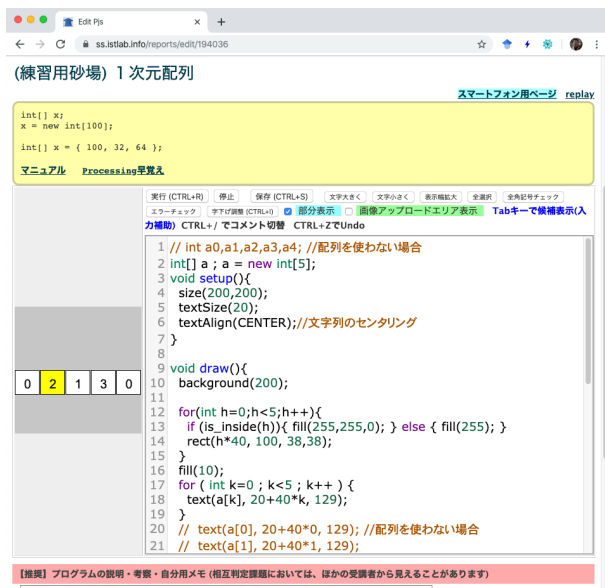 Edit Pjs
ss.istlab.info/reports/edit/194036
(練習用砂場) １次元配列
スマートフォン用ページ replay
int[] x;
x = new int[100];
int[] x = { 100, 32, 64 };
マニュアル Processing早覚え
実行 (CTRL+R) 停止 保存 (CTRL+S) 文字大きく 文字小さく 表示幅拡大 全選択 全角記号チェック
エラーチェック 字下げ調整 (CTRL+I) 部分表示 画像アップロードエリア表示 Tabキーで候補表示(入
力補助) CTRL+/ でコメント切替 CTRL+ZでUndo
1 // int a0,a1,a2,a3,a4; //配列を使わない場合
2 int[] a ; a = new int[5];
3 void setup(){
4 size(200,200);
5 textSize(20);
6 textAlign(CENTER);//文字列のセンタリング
7 }
8
9 void draw(){
10 background(200);
11
12 for(int h=0;h<5;h++){
13 if (is_inside(h)){ fill(255,255,0); } else { fill(255); }
14 rect(h*40, 100, 38,38);
15 }
16 fill(10);
17 for ( int k=0 ; k<5 ; k++ ) {
18 text(a[k], 20+40*k, 129);
19 }
20 // text(a[0], 20+40*0, 129); //配列を使わない場合
21 // text(a[1], 20+40*1, 129);
0 2 1 3 0
【推奨】プログラムの説明・考察・自分用メモ (相互判定課題においては、ほかの受講者から見えることがあります)